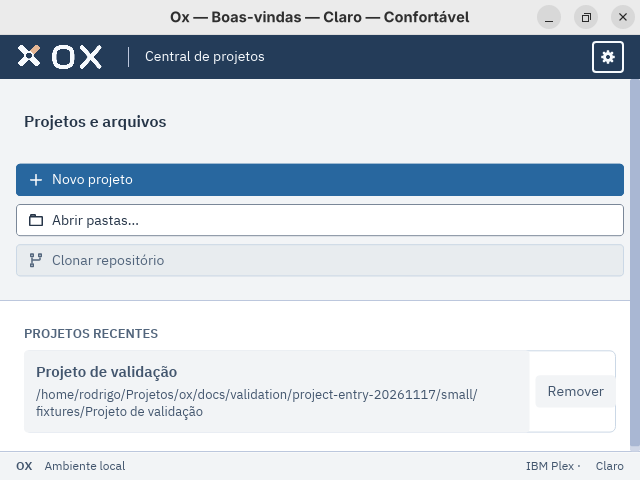 Ox — Boas-vindas — Claro — Confortável
OX
Central de projetos
Projetos e arquivos
Novo projeto
Abrir pastas...
Clonar repositório
PROJETOS RECENTES
Projeto de validação
/home/rodrigo/Projetos/ox/docs/validation/project-entry-20261117/small/
fixtures/Projeto de validação
Remover
OX Ambiente local
IBM Plex · Claro